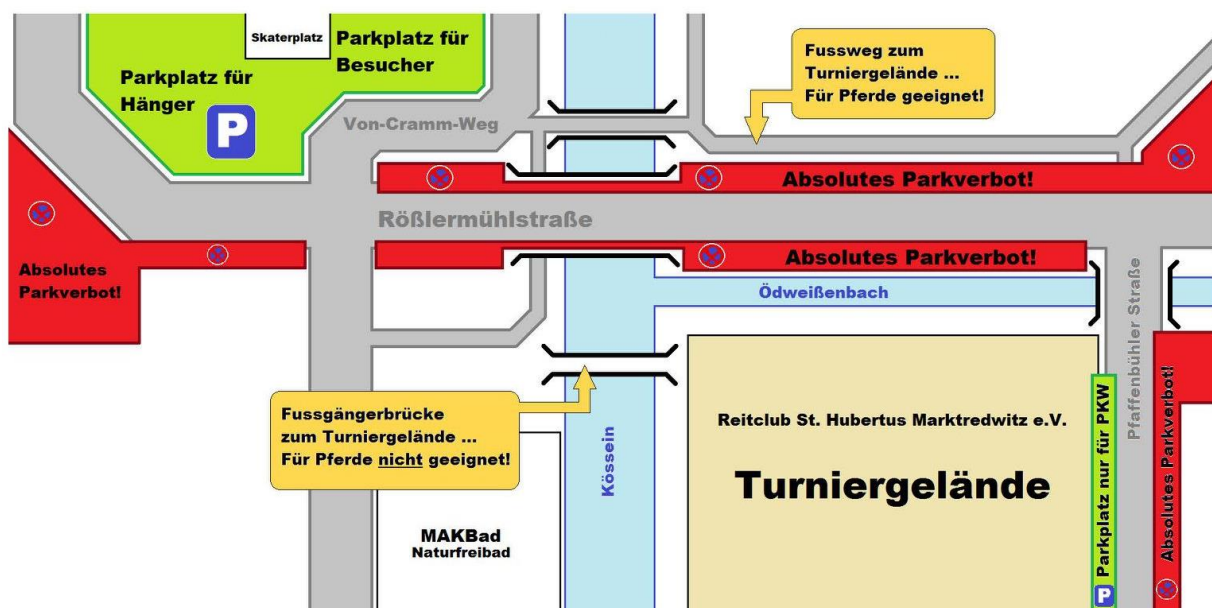 Skaterplatz
Parkplatz für
Besucher
Parkplatz für
Hänger
P
Fussweg zum
Turniergelände ...
Für Pferde geeignet!
Von-Cramm-Weg
Absolutes Parkverbot!
Rößlermühlstraße
Absolutes Parkverbot!
Absolutes
Parkverbot!
Ödweißenbach
Pfaffenbühler Straße
Fussgängerbrücke
zum Turniergelände ...
Für Pferde nicht geeignet!
Kössein
Reitclub St. Hubertus Marktredwitz e.V.
Turniergelände
Parkplatz nur für PKW
P
Absolutes Parkverbot!
MAKBad
Naturfreibad